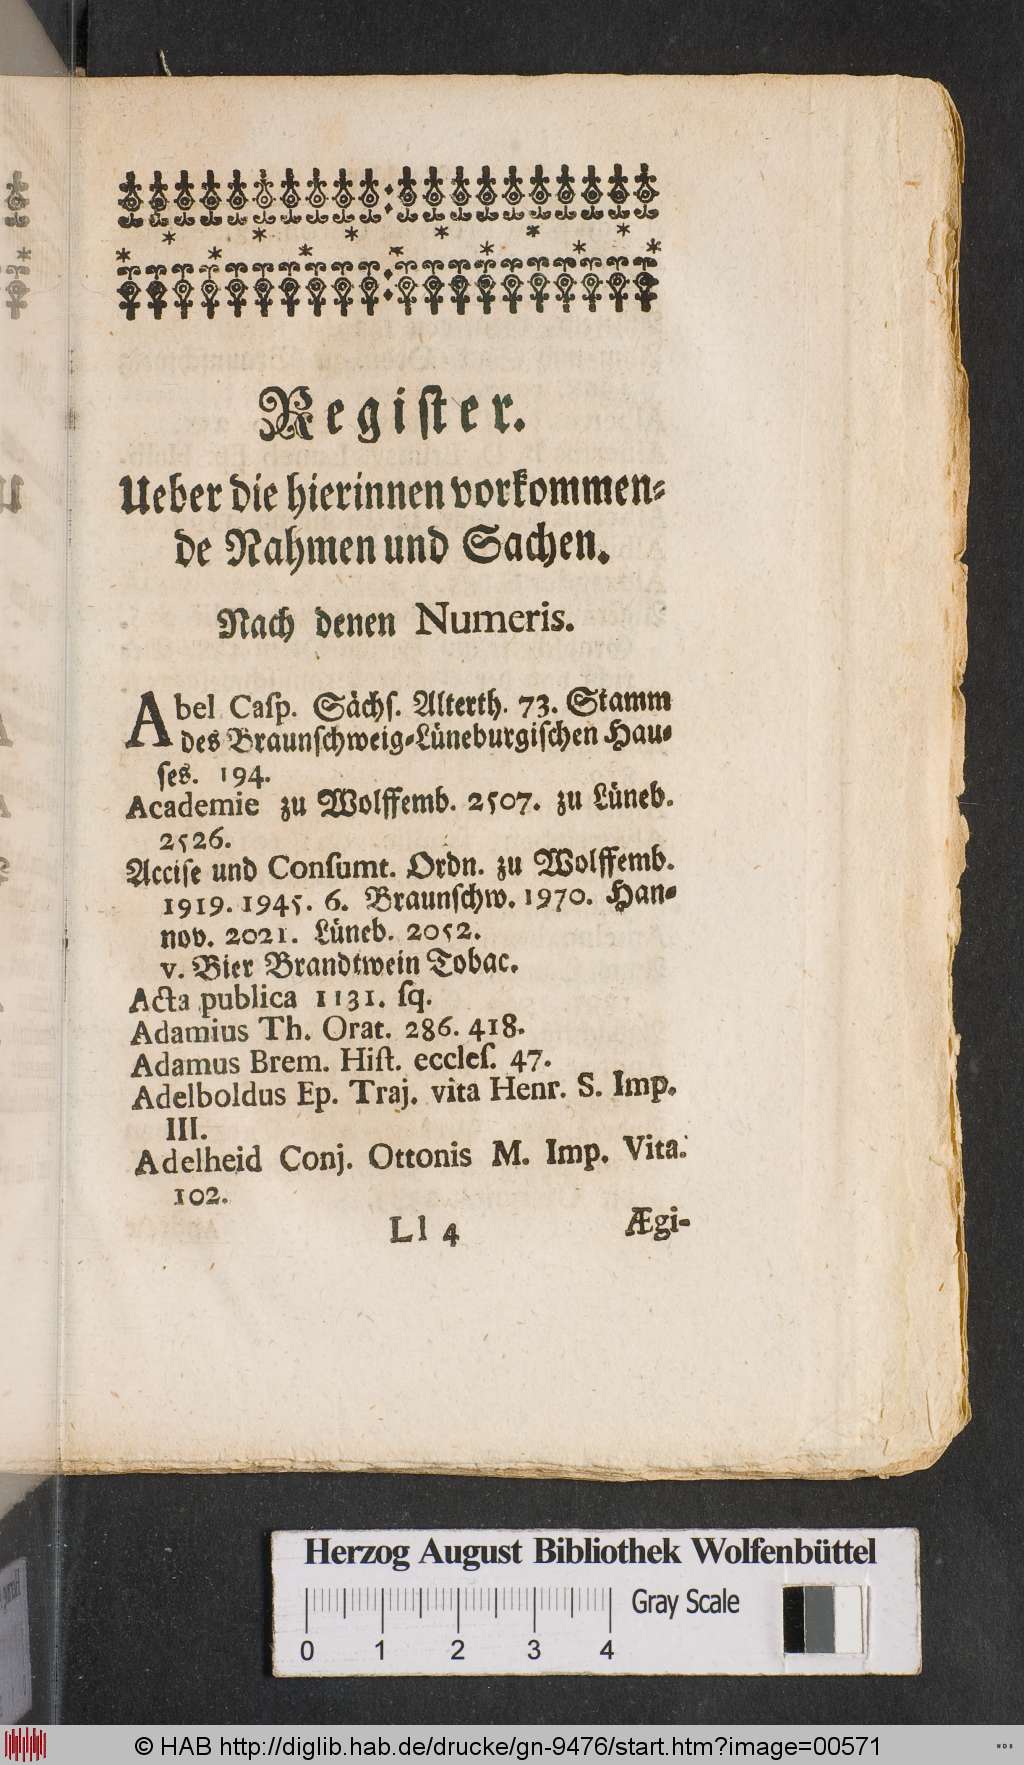 Regiſter.
Ueber die hierinnen vorkommen⸗
de Nahmen und Sachen.
Nach denen Numeris.
Abel Caſp. Sächſ. Alterth. 73. Stamm
des Braunſchweig⸗Lüneburgiſchen Hau⸗
ſes. 194.
Academie zu Wolffemb. 2507. zu Lüneb.
2526.
Acciſe und Conſumt. Ordn. zu Wolffemb.
1919. 1945. 6. Braunſchw. 1970. Han⸗
nov. 2021. Lüneb. 2052.
v. Bier Brandtwein Tobac.
Acta publica 1131. ſq.
Adamius Th. Orat. 286. 418.
Adamus Brem. Hiſt. eccleſ. 47.
Adelboldus Ep. Traj. vita Henr. S. Imp.
III.
Adelheid Conj. Ottonis M. Imp. Vita.
102.
Ll 4 Ægi-
Herzog August Bibliothek Wolfenbüttel
Gray Scale
0 1 2 3 4
© HAB http://diglib.hab.de/drucke/gn-9476/start.htm?image=00571